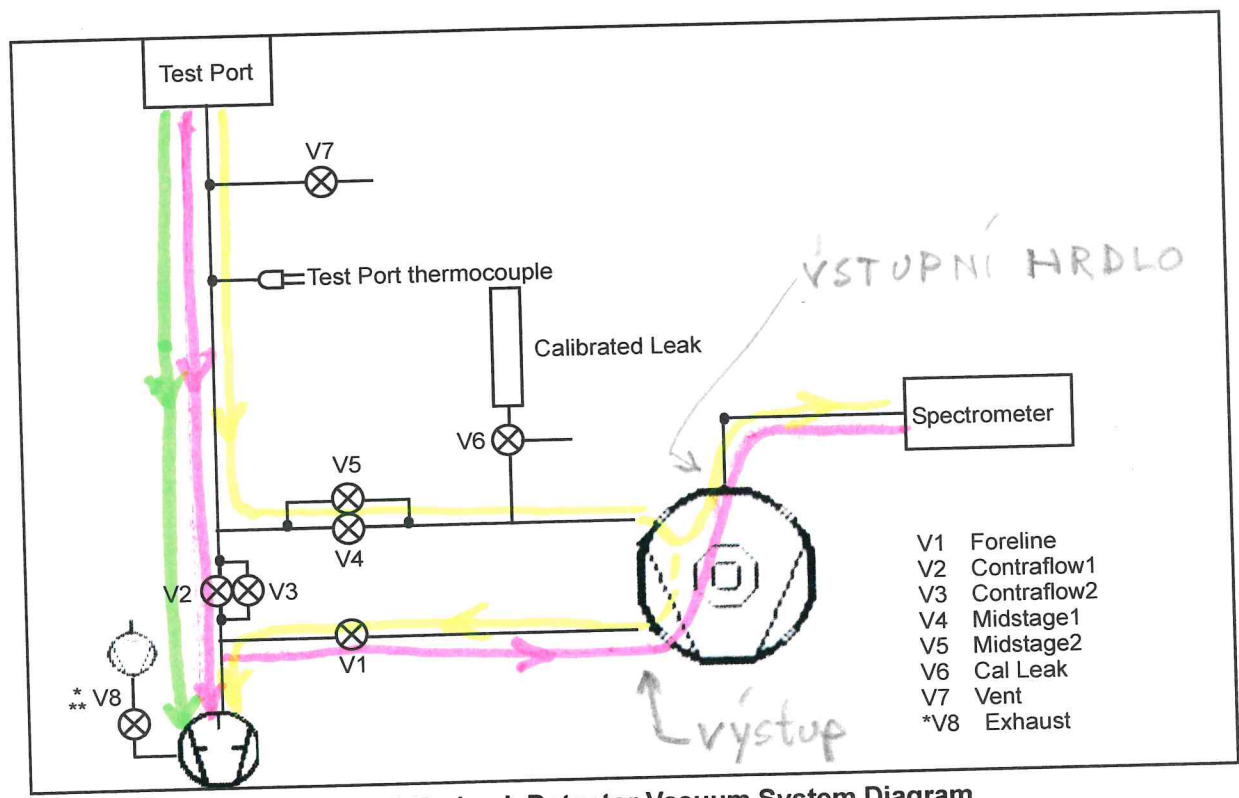 Test Port
V7
Test Port thermocouple
VSTUPNÍ HRDLO
Calibrated Leak
Spectrometer
V6
V5
V4
V2
V3
V1
*
** V8
výstup
V1 Foreline
V2 Contraflow1
V3 Contraflow2
V4 Midstage1
V5 Midstage2
V6 Cal Leak
V7 Vent
*V8 Exhaust
Leak Detector Vacuum System Diagram